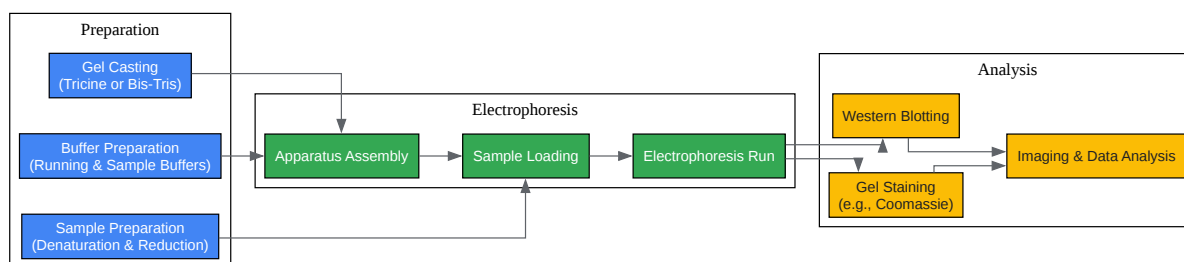 Preparation
Gel Casting
(Tricine or Bis-Tris)
Buffer Preparation
(Running & Sample Buffers)
Sample Preparation
(Denaturation & Reduction)
Electrophoresis
Apparatus Assembly
Sample Loading
Electrophoresis Run
Analysis
Western Blotting
Gel Staining
(e.g., Coomassie)
Imaging & Data Analysis